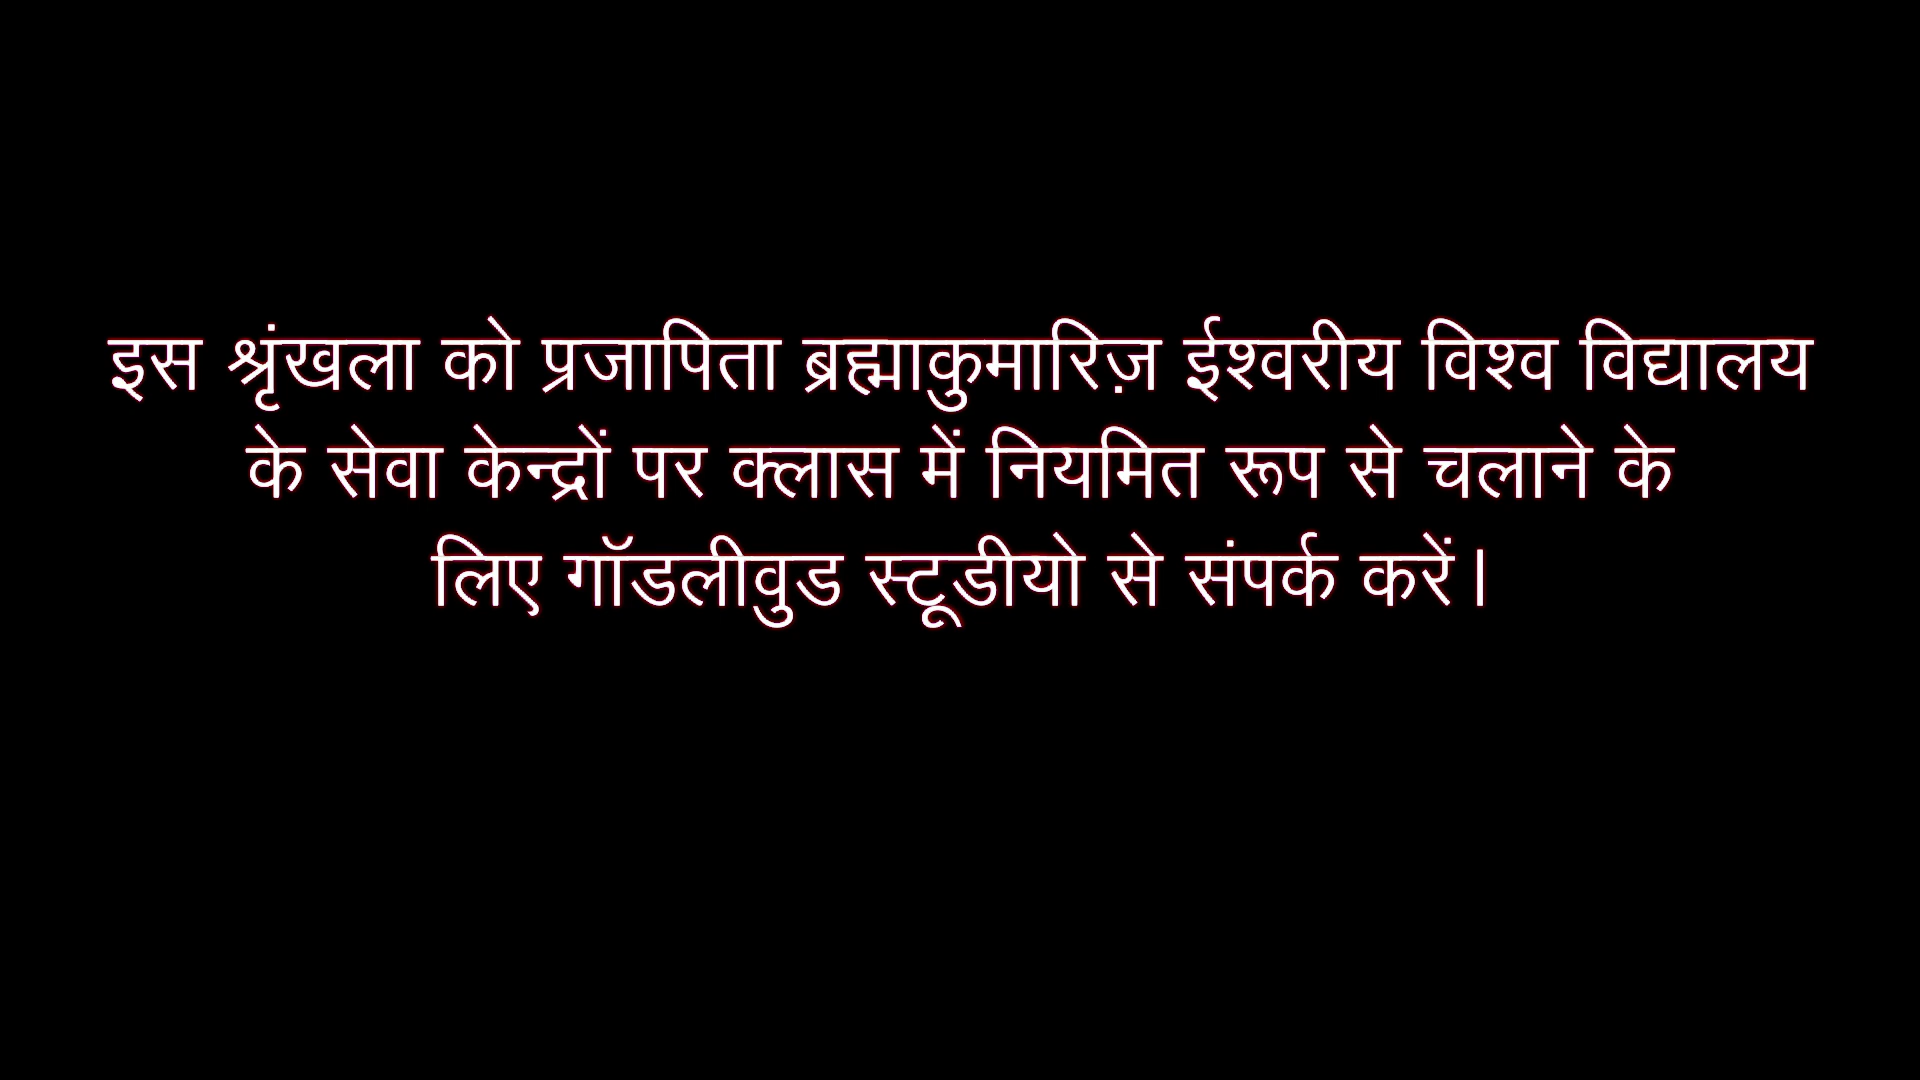 इस श्रृंखला को प्रजापिता ब्रह्माकुमारिज़ ईश्वरीय विश्व विद्यालय
के सेवा केन्द्रों पर क्लास में नियमित रूप से चलाने के
लिए गॉडलीवुड स्टूडीयो से संपर्क करें।